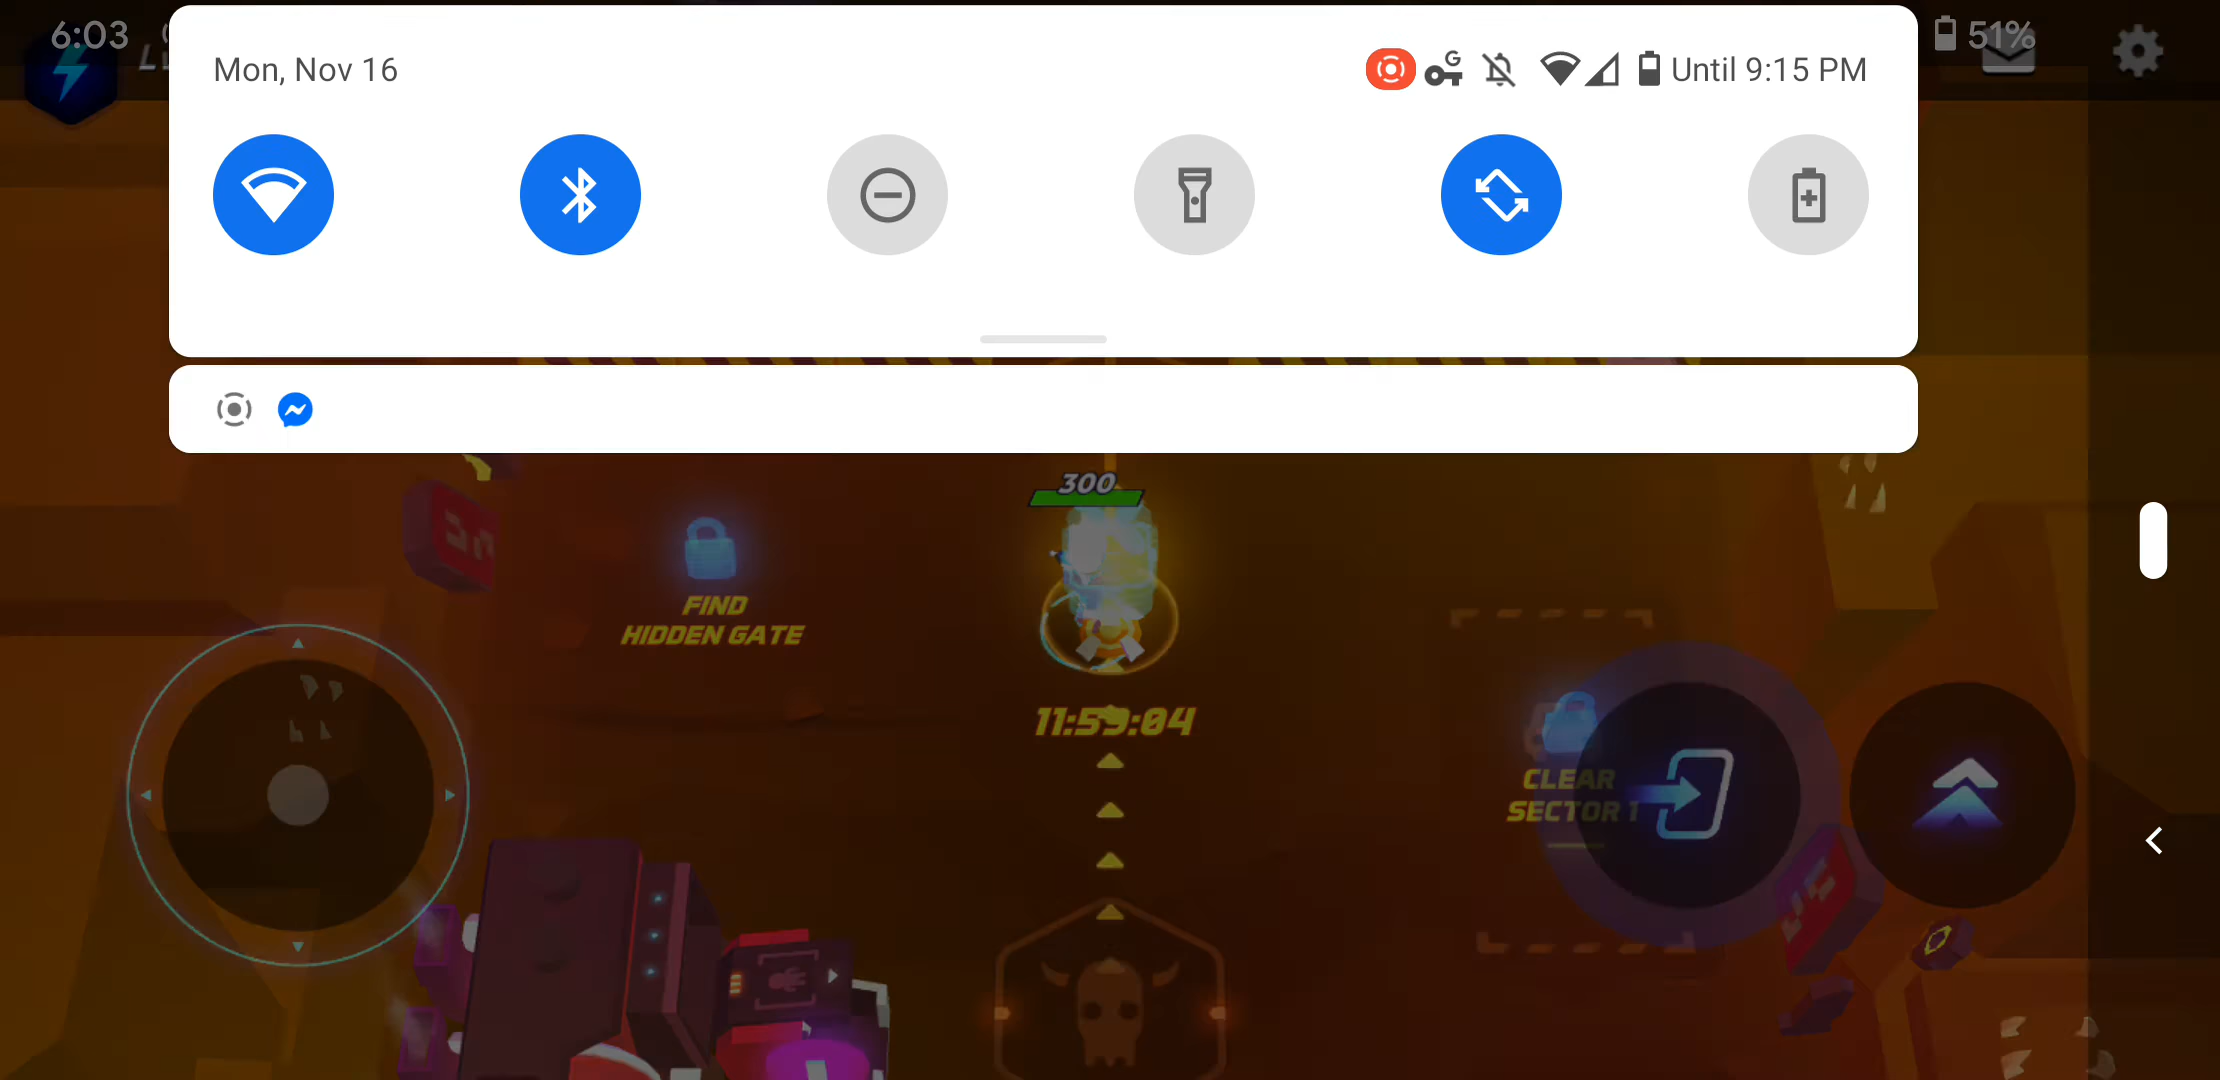 6:03
51%
Mon, Nov 16
G
Until 9:15 PM
300
FIND
HIDDEN GATE
11:59:04
CLEAR
SECTOR 1